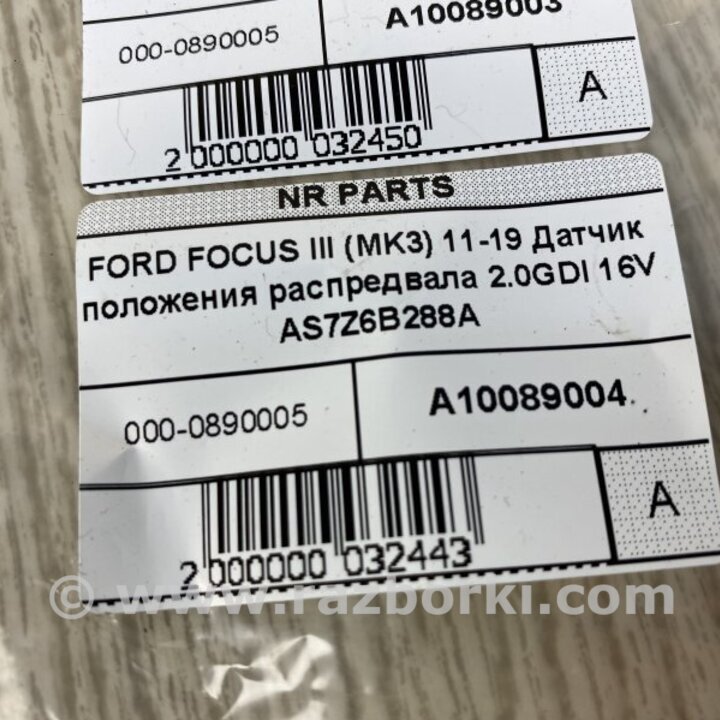 A10089003
000-0890005
A
2 000000 032450
NR PARTS
FORD FOCUS III (MK3) 11-19 Датчик
положения распредвала 2.0GDI 16V
AS7Z6B288A
000-0890005
A10089004
A
2 000000 032443
© www.razborki.com